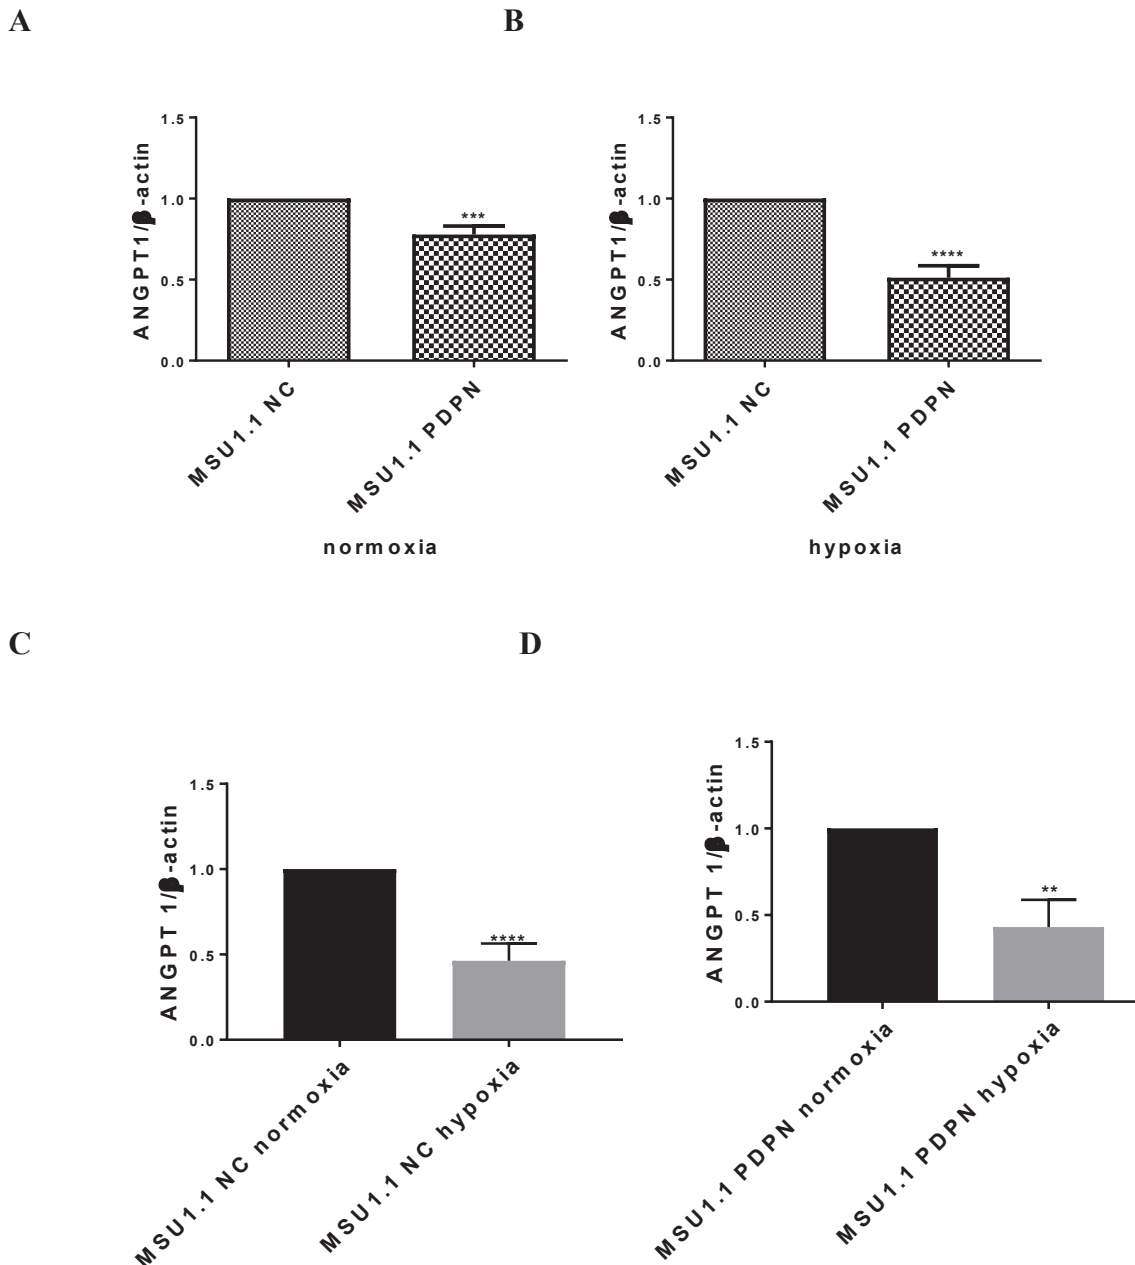 A
B
ANGPT1/β-actin
1.5
1.0
0.5
0.0
***
MSU1.1 NC
MSU1.1 PDPN
normoxia
ANGPT1/β-actin
1.5
1.0
0.5
0.0
****
MSU1.1 NC
MSU1.1 PDPN
hypoxia
C
D
ANGPT 1/β-actin
1.5
1.0
0.5
0.0
****
MSU1.1 NC normoxia
MSU1.1 NC hypoxia
ANGPT 1/β-actin
1.5
1.0
0.5
0.0
**
MSU1.1 PDPN normoxia
MSU1.1 PDPN hypoxia